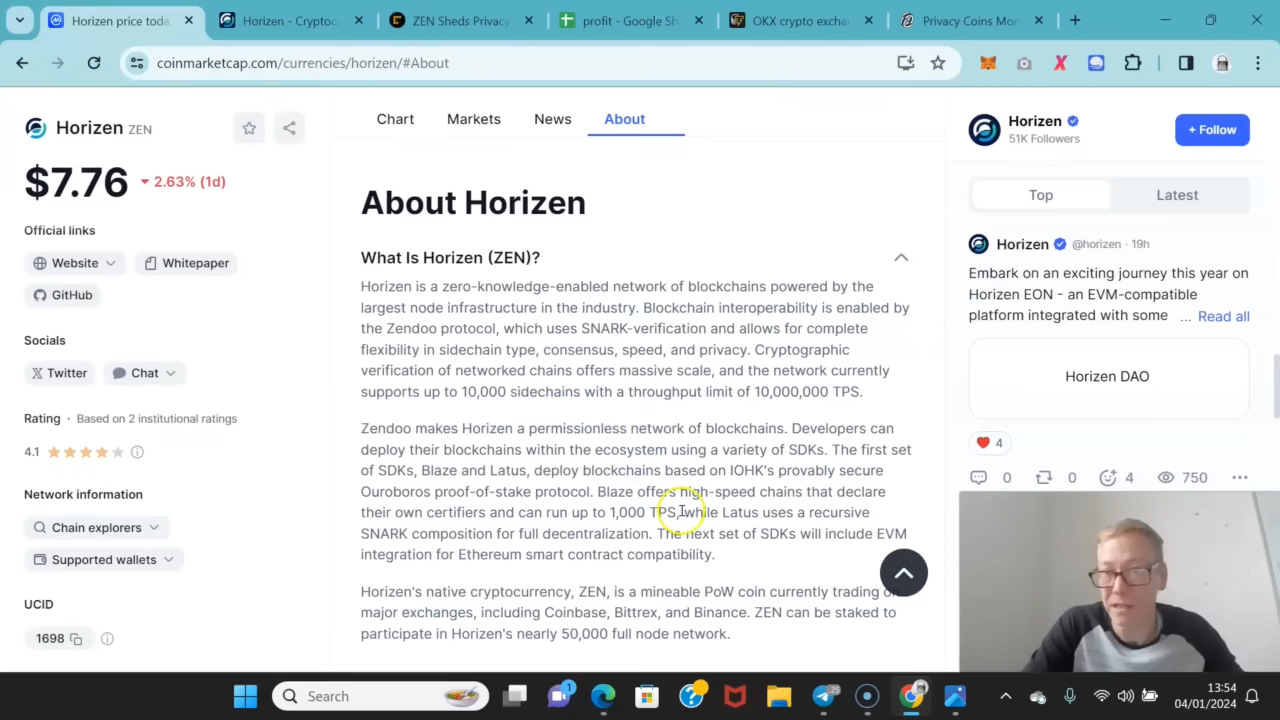 Horizen price toda
Horizen - Cryptoc
ZEN Sheds Privacy
profit - Google Sh
OKX crypto excha
Privacy Coins Mon
coinmarketcap.com/currencies/horizen/#About
Horizen ZEN
$7.76 2.63% (1d)
Official links
Website
Whitepaper
GitHub
Socials
Twitter
Chat
Rating · Based on 2 institutional ratings
4.1
Network information
Chain explorers
Supported wallets
UCID
1698
Chart Markets News About
About Horizen
What Is Horizen (ZEN)?
Horizen is a zero-knowledge-enabled network of blockchains powered by the
largest node infrastructure in the industry. Blockchain interoperability is enabled by
the Zendoo protocol, which uses SNARK-verification and allows for complete
flexibility in sidechain type, consensus, speed, and privacy. Cryptographic
verification of networked chains offers massive scale, and the network currently
supports up to 10,000 sidechains with a throughput limit of 10,000,000 TPS.
Zendoo makes Horizen a permissionless network of blockchains. Developers can
deploy their blockchains within the ecosystem using a variety of SDKs. The first set
of SDKs, Blaze and Latus, deploy blockchains based on IOHK's provably secure
Ouroboros proof-of-stake protocol. Blaze offers high-speed chains that declare
their own certifiers and can run up to 1,000 TPS, while Latus uses a recursive
SNARK composition for full decentralization. The next set of SDKs will include EVM
integration for Ethereum smart contract compatibility.
Horizen's native cryptocurrency, ZEN, is a mineable PoW coin currently trading o
major exchanges, including Coinbase, Bittrex, and Binance. ZEN can be staked to
participate in Horizen's nearly 50,000 full node network.
Horizen
51K Followers
+ Follow
Top Latest
Horizen @horizen · 19h
Embark on an exciting journey this year on
Horizen EON - an EVM-compatible
platform integrated with some ... Read all
Horizen DAO
4
0 0 4 750
Search
1
25
13:54
04/01/2024